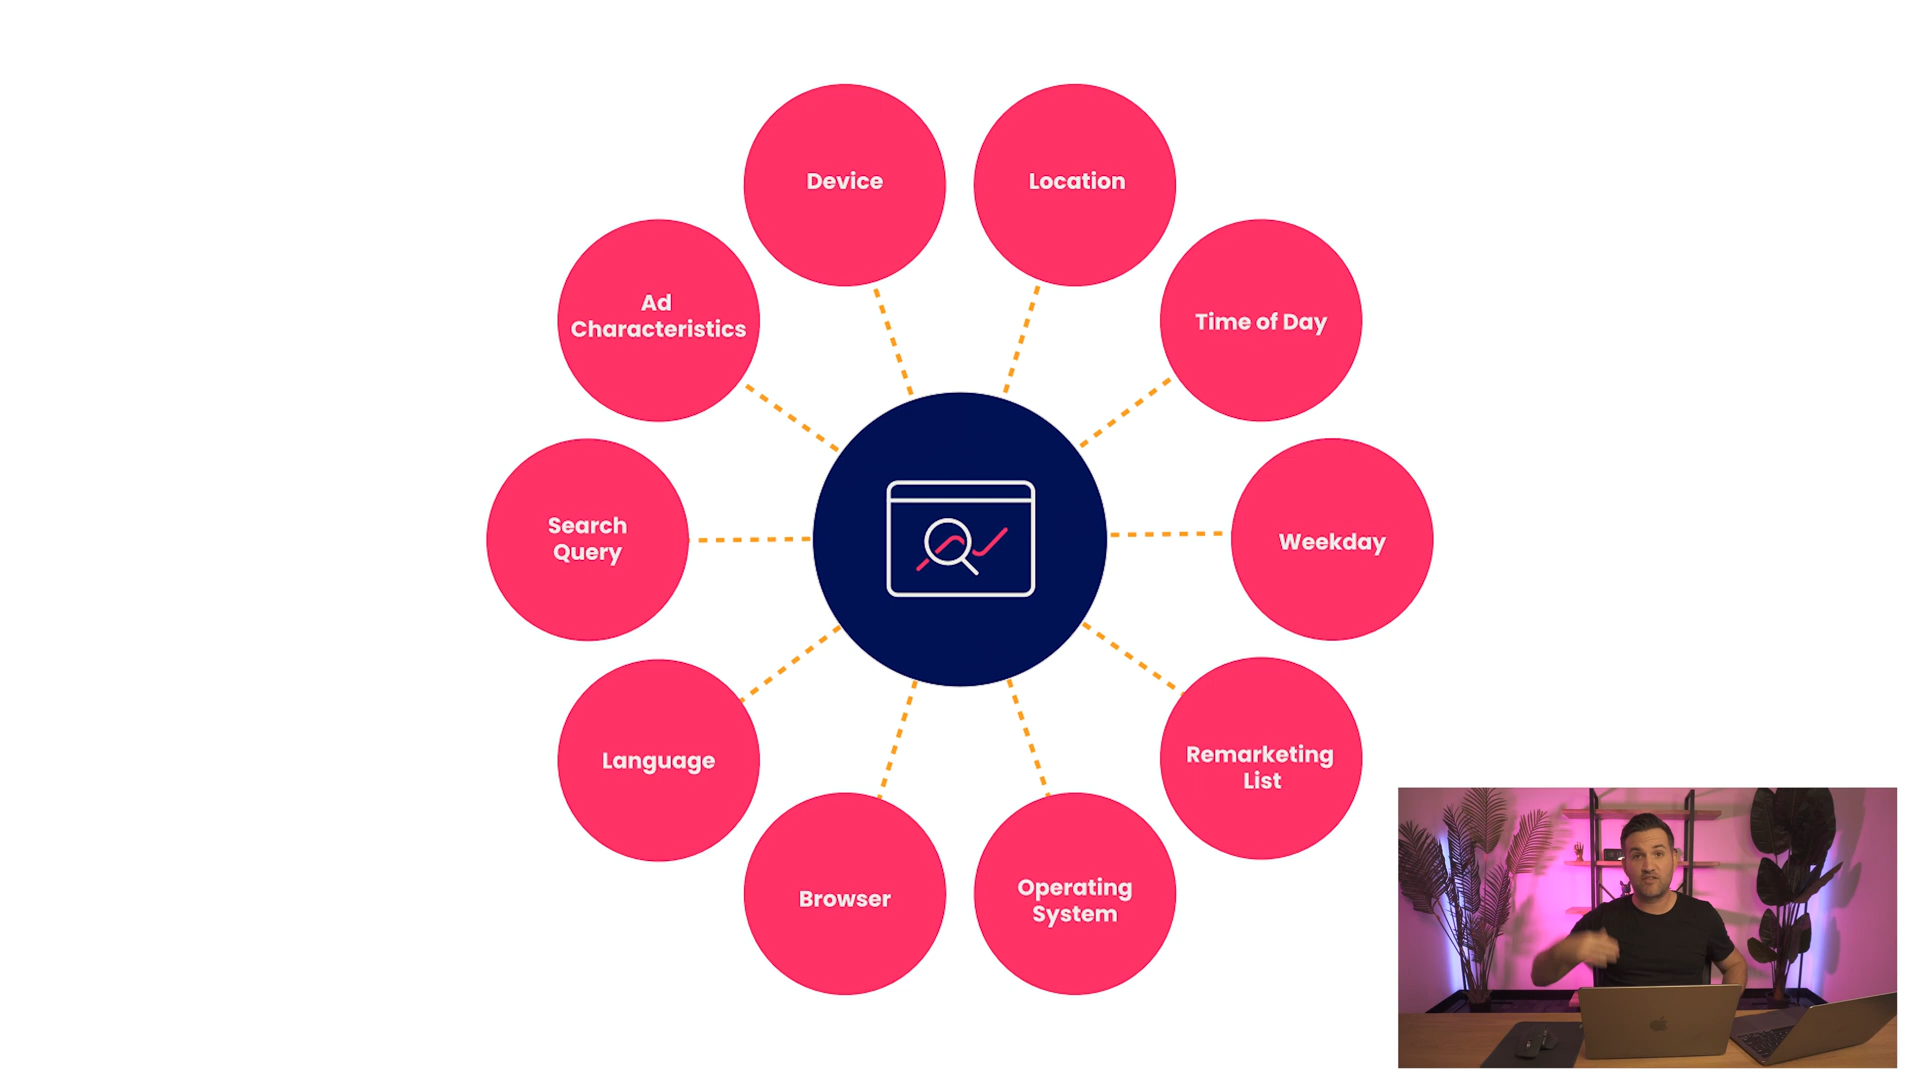 Device
Location
Ad
Characteristics
Time of Day
Search
Query
Weekday
Language
Remarketing
List
Browser
Operating
System